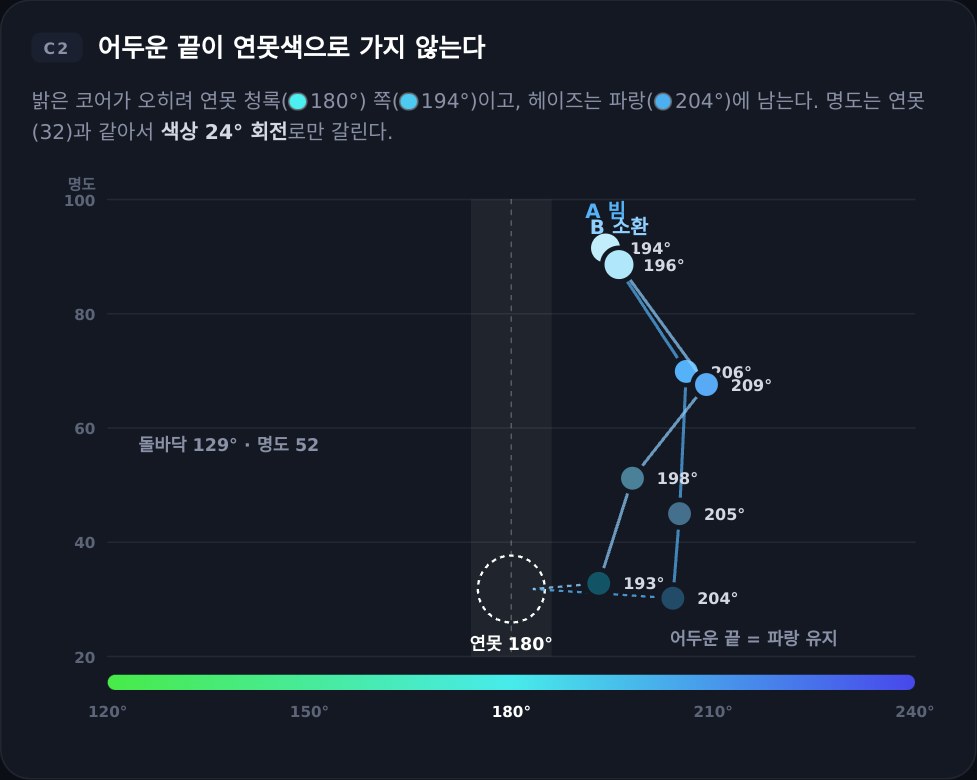 C2 어두운 끝이 연못색으로 가지 않는다
밝은 코어가 오히려 연못 청록(180°) 쪽(194°)이고, 헤이즈는 파랑(204°)에 남는다. 명도는 연못
(32)과 같아서 색상 24° 회전로만 갈린다.
명도
100
A 빔
B 소환
194°
196°
80
206°
209°
60
돌바닥 129° · 명도 52
198°
205°
40
193°
204°
어두운 끝 = 파랑 유지
연못 180°
20
120° 150° 180° 210° 240°